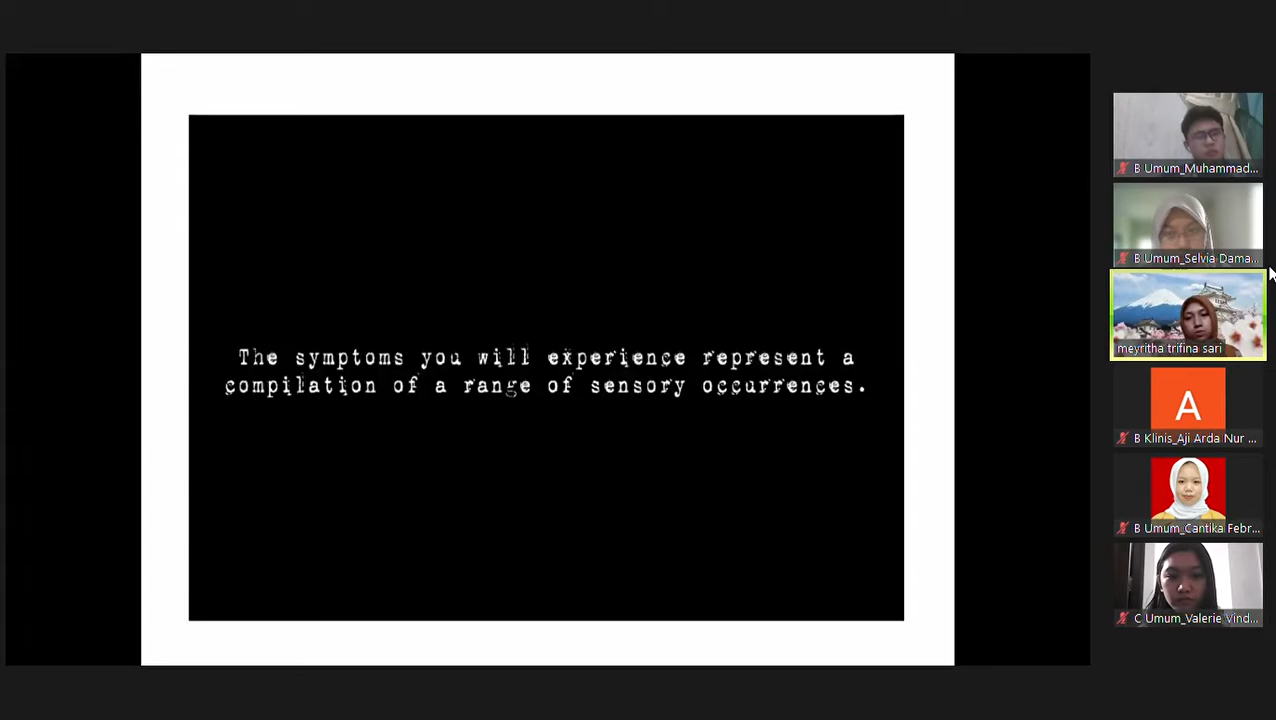 The symptoms you will experience represent a
compilation of a range of sensory occurrences.
B Umum_Muhammad...
B Umum_Selvia Dama...
meyritha trifina sari
A
B Klinis_Aji Arda Nur ...
B Umum_Cantika Febr...
C Umum_Valerie Vind...